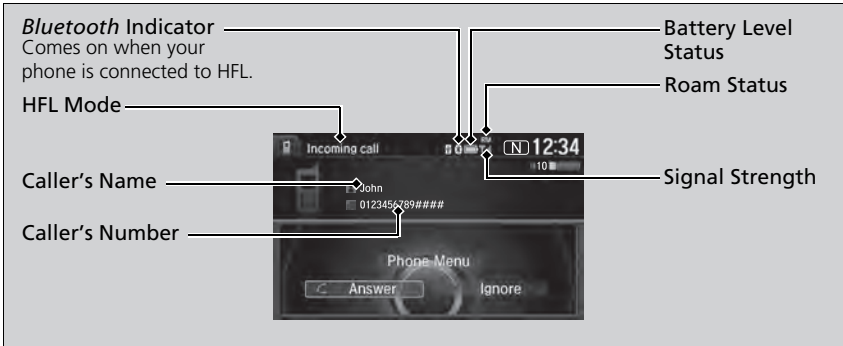 Bluetooth Indicator
Comes on when your
phone is connected to HFL.
HFL Mode
Caller's Name
Caller's Number
Battery Level
Status
Roam Status
Signal Strength
Incoming call
N 12:34
10
John
0123456789####
Phone Menu
Answer
Ignore